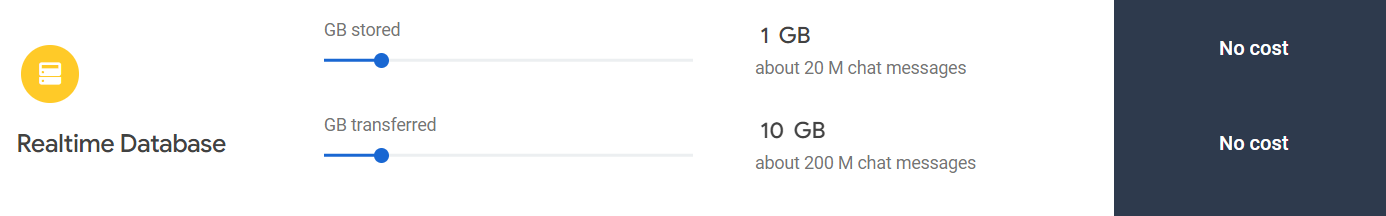 Realtime Database
GB stored
1 GB
about 20 M chat messages
No cost
GB transferred
10 GB
about 200 M chat messages
No cost